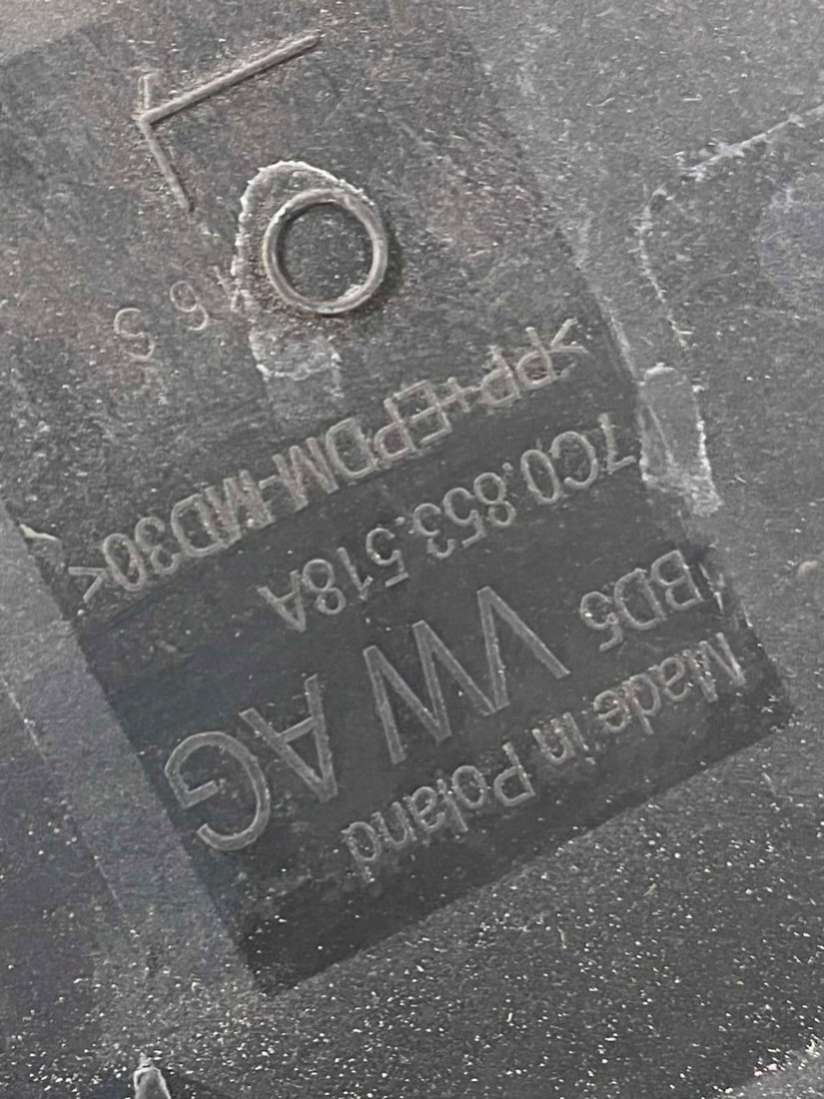 Made in Poland
BD5 VW AG
7C0.853.518A
>PP+EPDM-MD30<